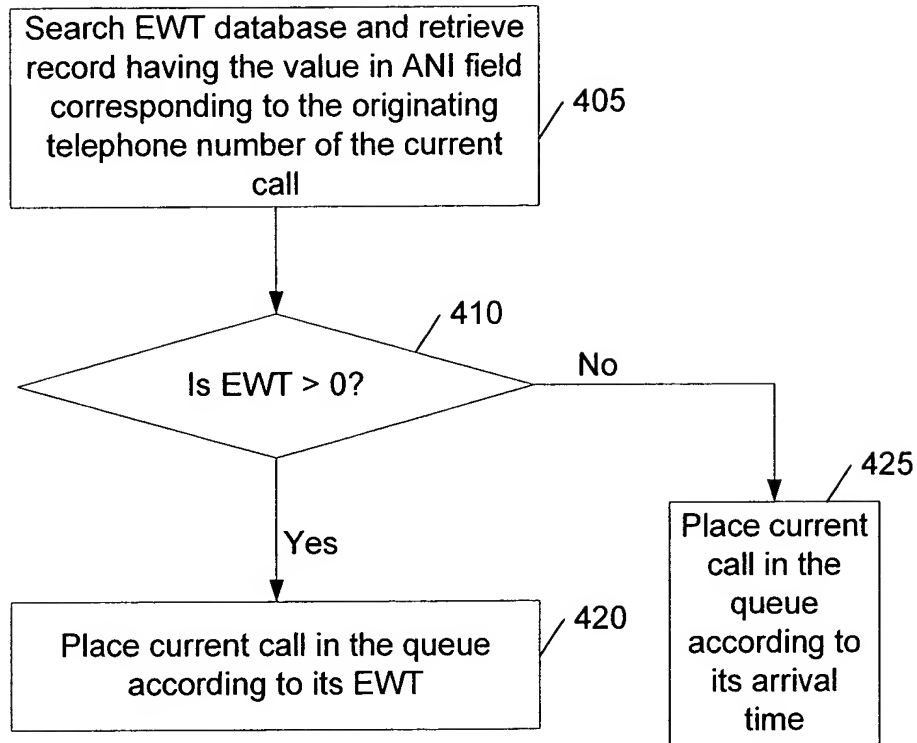 Search EWT database and retrieve
record having the value in ANI field
corresponding to the originating
telephone number of the current
call
405
410
Is EWT > 0?
No
425
Yes
Place current
call in the
queue
according to
its arrival
time
420
Place current call in the queue
according to its EWT